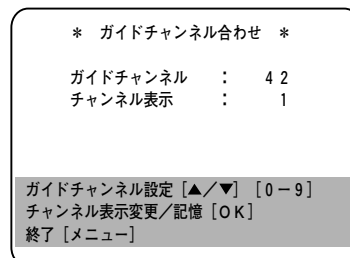 ＊ ガイドチャンネル合わせ ＊
ガイドチャンネル ： ４２
チャンネル表示 ： １
ガイドチャンネル設定［▲／▼］［０－９］
チャンネル表示変更／記憶［ＯＫ］
終了［メニュー］